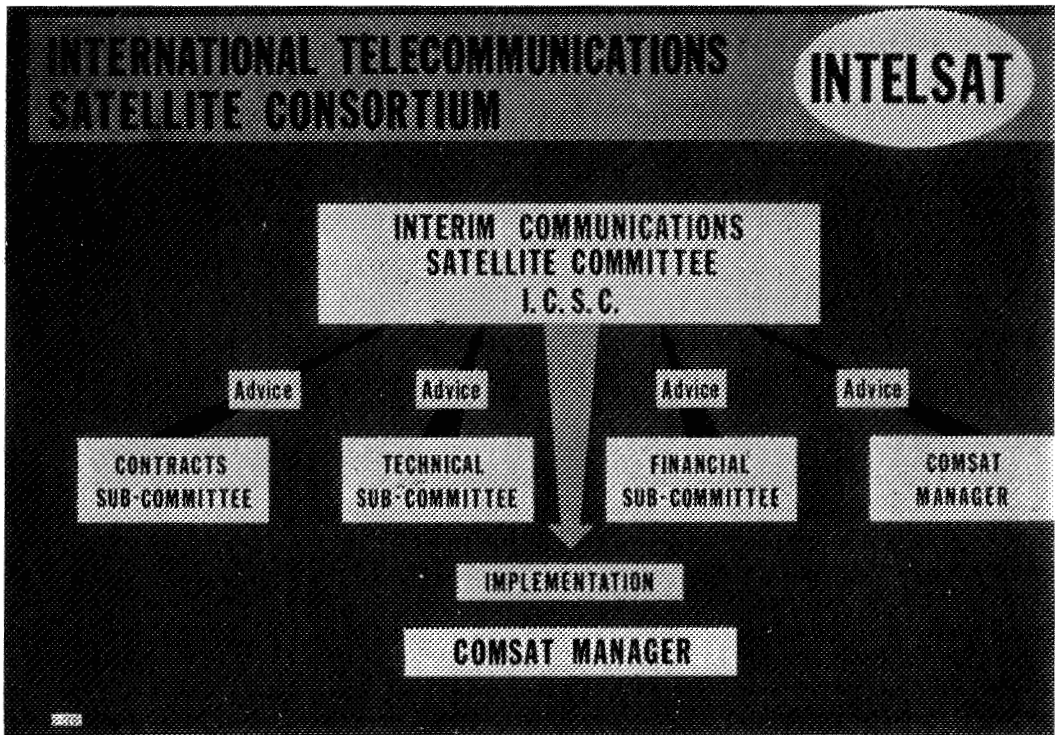 INTERNATIONAL TELECOMMUNICATIONS
SATELLITE CONSORTIUM
INTELSAT
INTERIM COMMUNICATIONS
SATELLITE COMMITTEE
I. C. S. C.
Advice
Advice
Advice
Advice
CONTRACTS
SUB-COMMITTEE
TECHNICAL
SUB-COMMITTEE
FINANCIAL
SUB-COMMITTEE
COMSAT
MANAGER
IMPLEMENTATION
COMSAT MANAGER